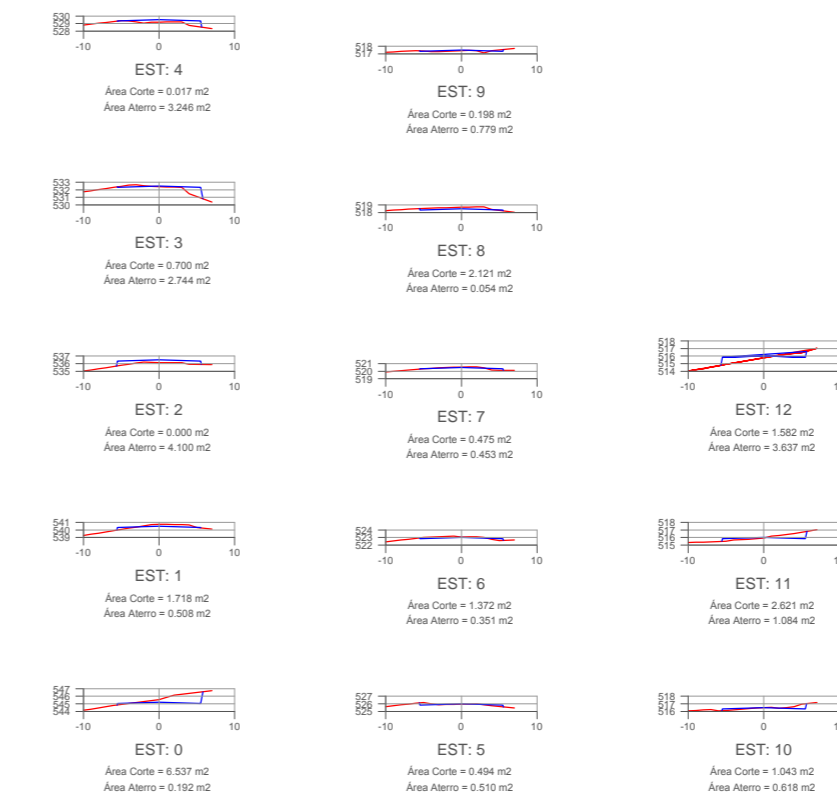 530
529
528
-10 0 10
EST: 4
Área Corte = 0.017 m2
Área Aterro = 3.246 m2
533
532
531
530
-10 0 10
EST: 3
Área Corte = 0.700 m2
Área Aterro = 2.744 m2
537
536
535
-10 0 10
EST: 2
Área Corte = 0.000 m2
Área Aterro = 4.100 m2
541
540
539
-10 0 10
EST: 1
Área Corte = 1.718 m2
Área Aterro = 0.508 m2
547
546
545
544
-10 0 10
EST: 0
Área Corte = 6.537 m2
Área Aterro = 0.192 m2
518
517
-10 0 10
EST: 9
Área Corte = 0.198 m2
Área Aterro = 0.779 m2
519
518
-10 0 10
EST: 8
Área Corte = 2.121 m2
Área Aterro = 0.054 m2
521
520
519
-10 0 10
EST: 7
Área Corte = 0.475 m2
Área Aterro = 0.453 m2
524
523
522
-10 0 10
EST: 6
Área Corte = 1.372 m2
Área Aterro = 0.351 m2
527
526
525
-10 0 10
EST: 5
Área Corte = 0.494 m2
Área Aterro = 0.510 m2
518
517
516
515
514
-10 0
EST: 12
Área Corte = 1.582 m2
Área Aterro = 3.637 m2
518
517
516
515
-10 0
EST: 11
Área Corte = 2.621 m2
Área Aterro = 1.084 m2
518
517
516
-10 0
EST: 10
Área Corte = 1.043 m2
Área Aterro = 0.618 m2